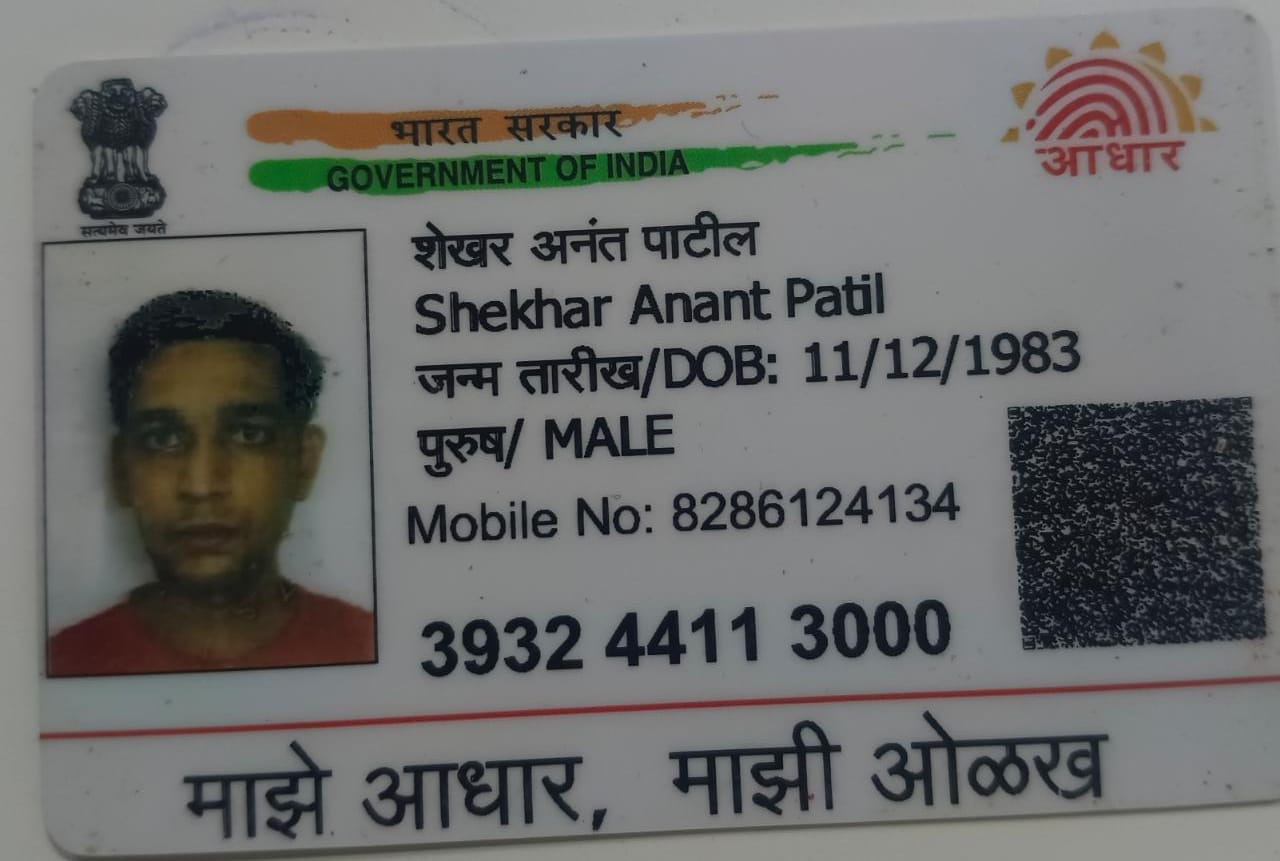 भारत सरकार
GOVERNMENT OF INDIA
आधार
सत्यमेव जयते
शेखर अनंत पाटील
Shekhar Anant Patil
जन्म तारीख/DOB: 11/12/1983
पुरुष/ MALE
Mobile No: 8286124134
3932 4411 3000
माझे आधार, माझी ओळख